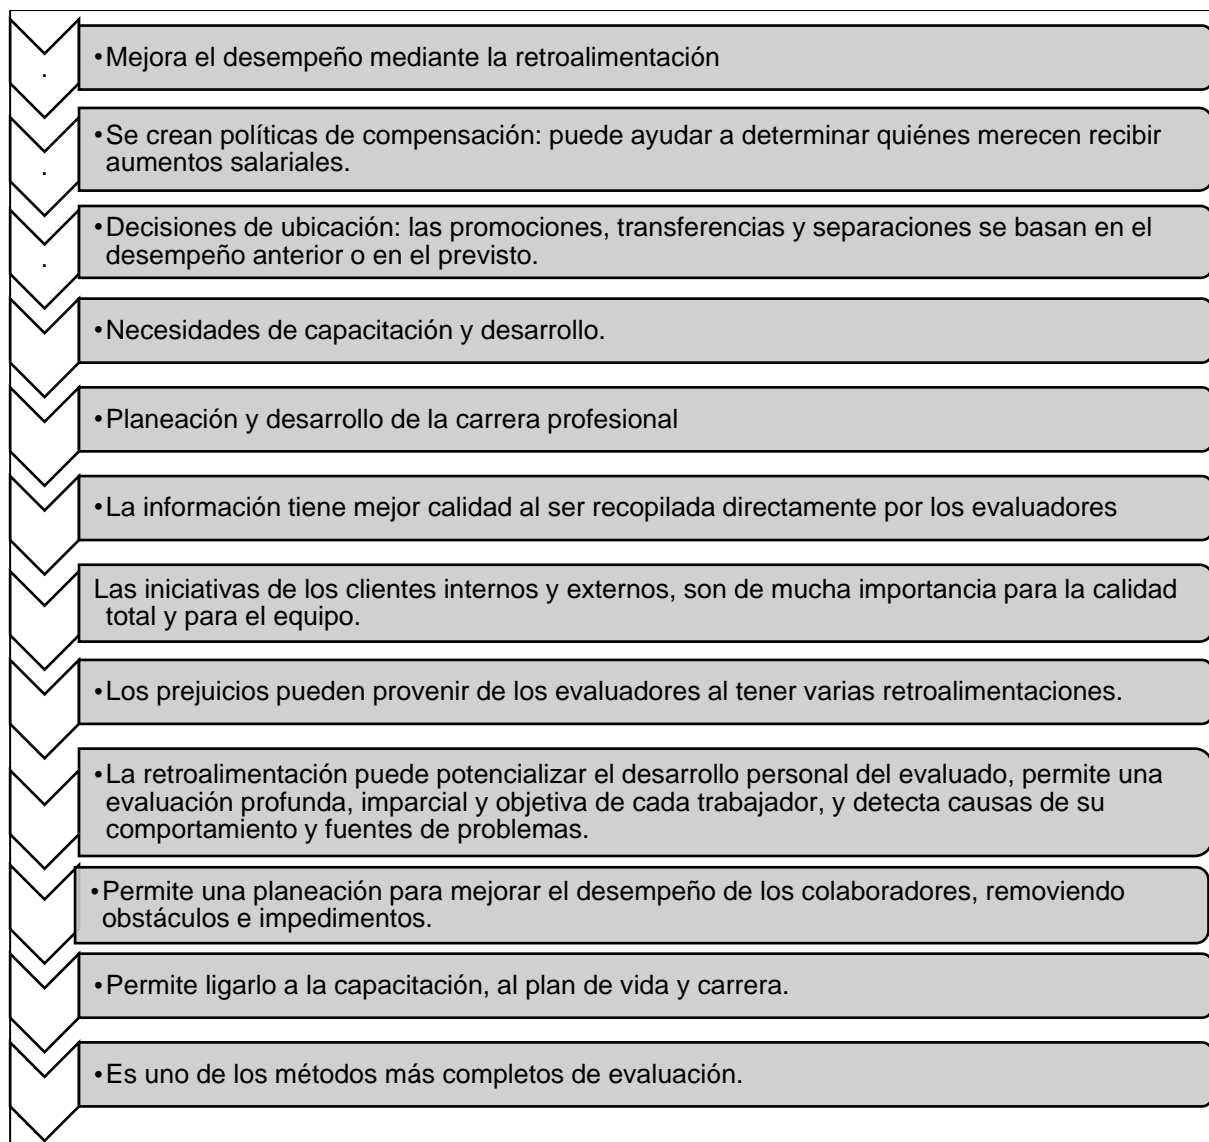 .
•Mejora el desempeño mediante la retroalimentación
.
•Se crean políticas de compensación: puede ayudar a determinar quiénes merecen recibir
aumentos salariales.
.
•Decisiones de ubicación: las promociones, transferencias y separaciones se basan en el
desempeño anterior o en el previsto.
•Necesidades de capacitación y desarrollo.
•Planeación y desarrollo de la carrera profesional
•La información tiene mejor calidad al ser recopilada directamente por los evaluadores
Las iniciativas de los clientes internos y externos, son de mucha importancia para la calidad
total y para el equipo.
•Los prejuicios pueden provenir de los evaluadores al tener varias retroalimentaciones.
•La retroalimentación puede potencializar el desarrollo personal del evaluado, permite una
evaluación profunda, imparcial y objetiva de cada trabajador, y detecta causas de su
comportamiento y fuentes de problemas.
•Permite una planeación para mejorar el desempeño de los colaboradores, removiendo
obstáculos e impedimentos.
•Permite ligarlo a la capacitación, al plan de vida y carrera.
•Es uno de los métodos más completos de evaluación.